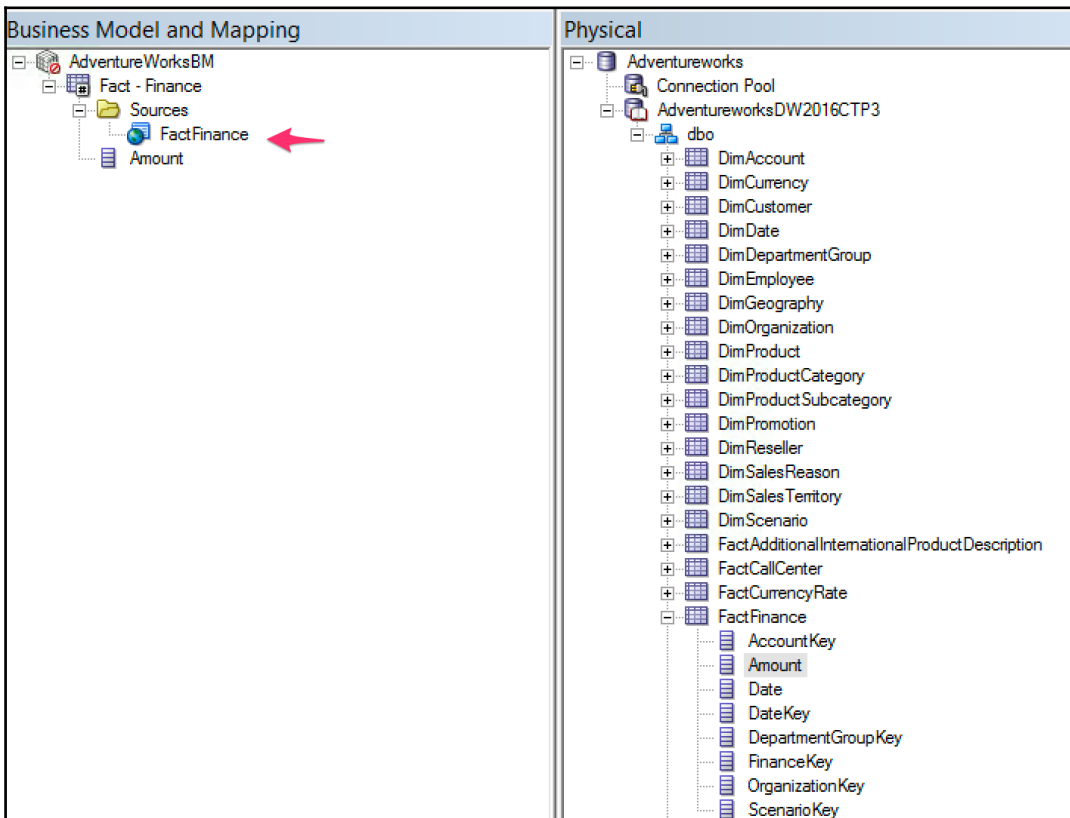 Business Model and Mapping
AdventureWorksBM
Fact - Finance
Sources
FactFinance
Amount
Physical
Adventureworks
Connection Pool
AdventureworksDW2016CTP3
dbo
DimAccount
DimCurrency
DimCustomer
DimDate
DimDepartmentGroup
DimEmployee
DimGeography
DimOrganization
DimProduct
DimProductCategory
DimProductSubcategory
DimPromotion
DimReseller
DimSalesReason
DimSalesTerritory
DimScenario
FactAdditionalInternationalProductDescription
FactCallCenter
FactCurrencyRate
FactFinance
AccountKey
Amount
Date
DateKey
DepartmentGroupKey
FinanceKey
OrganizationKey
ScenarioKey